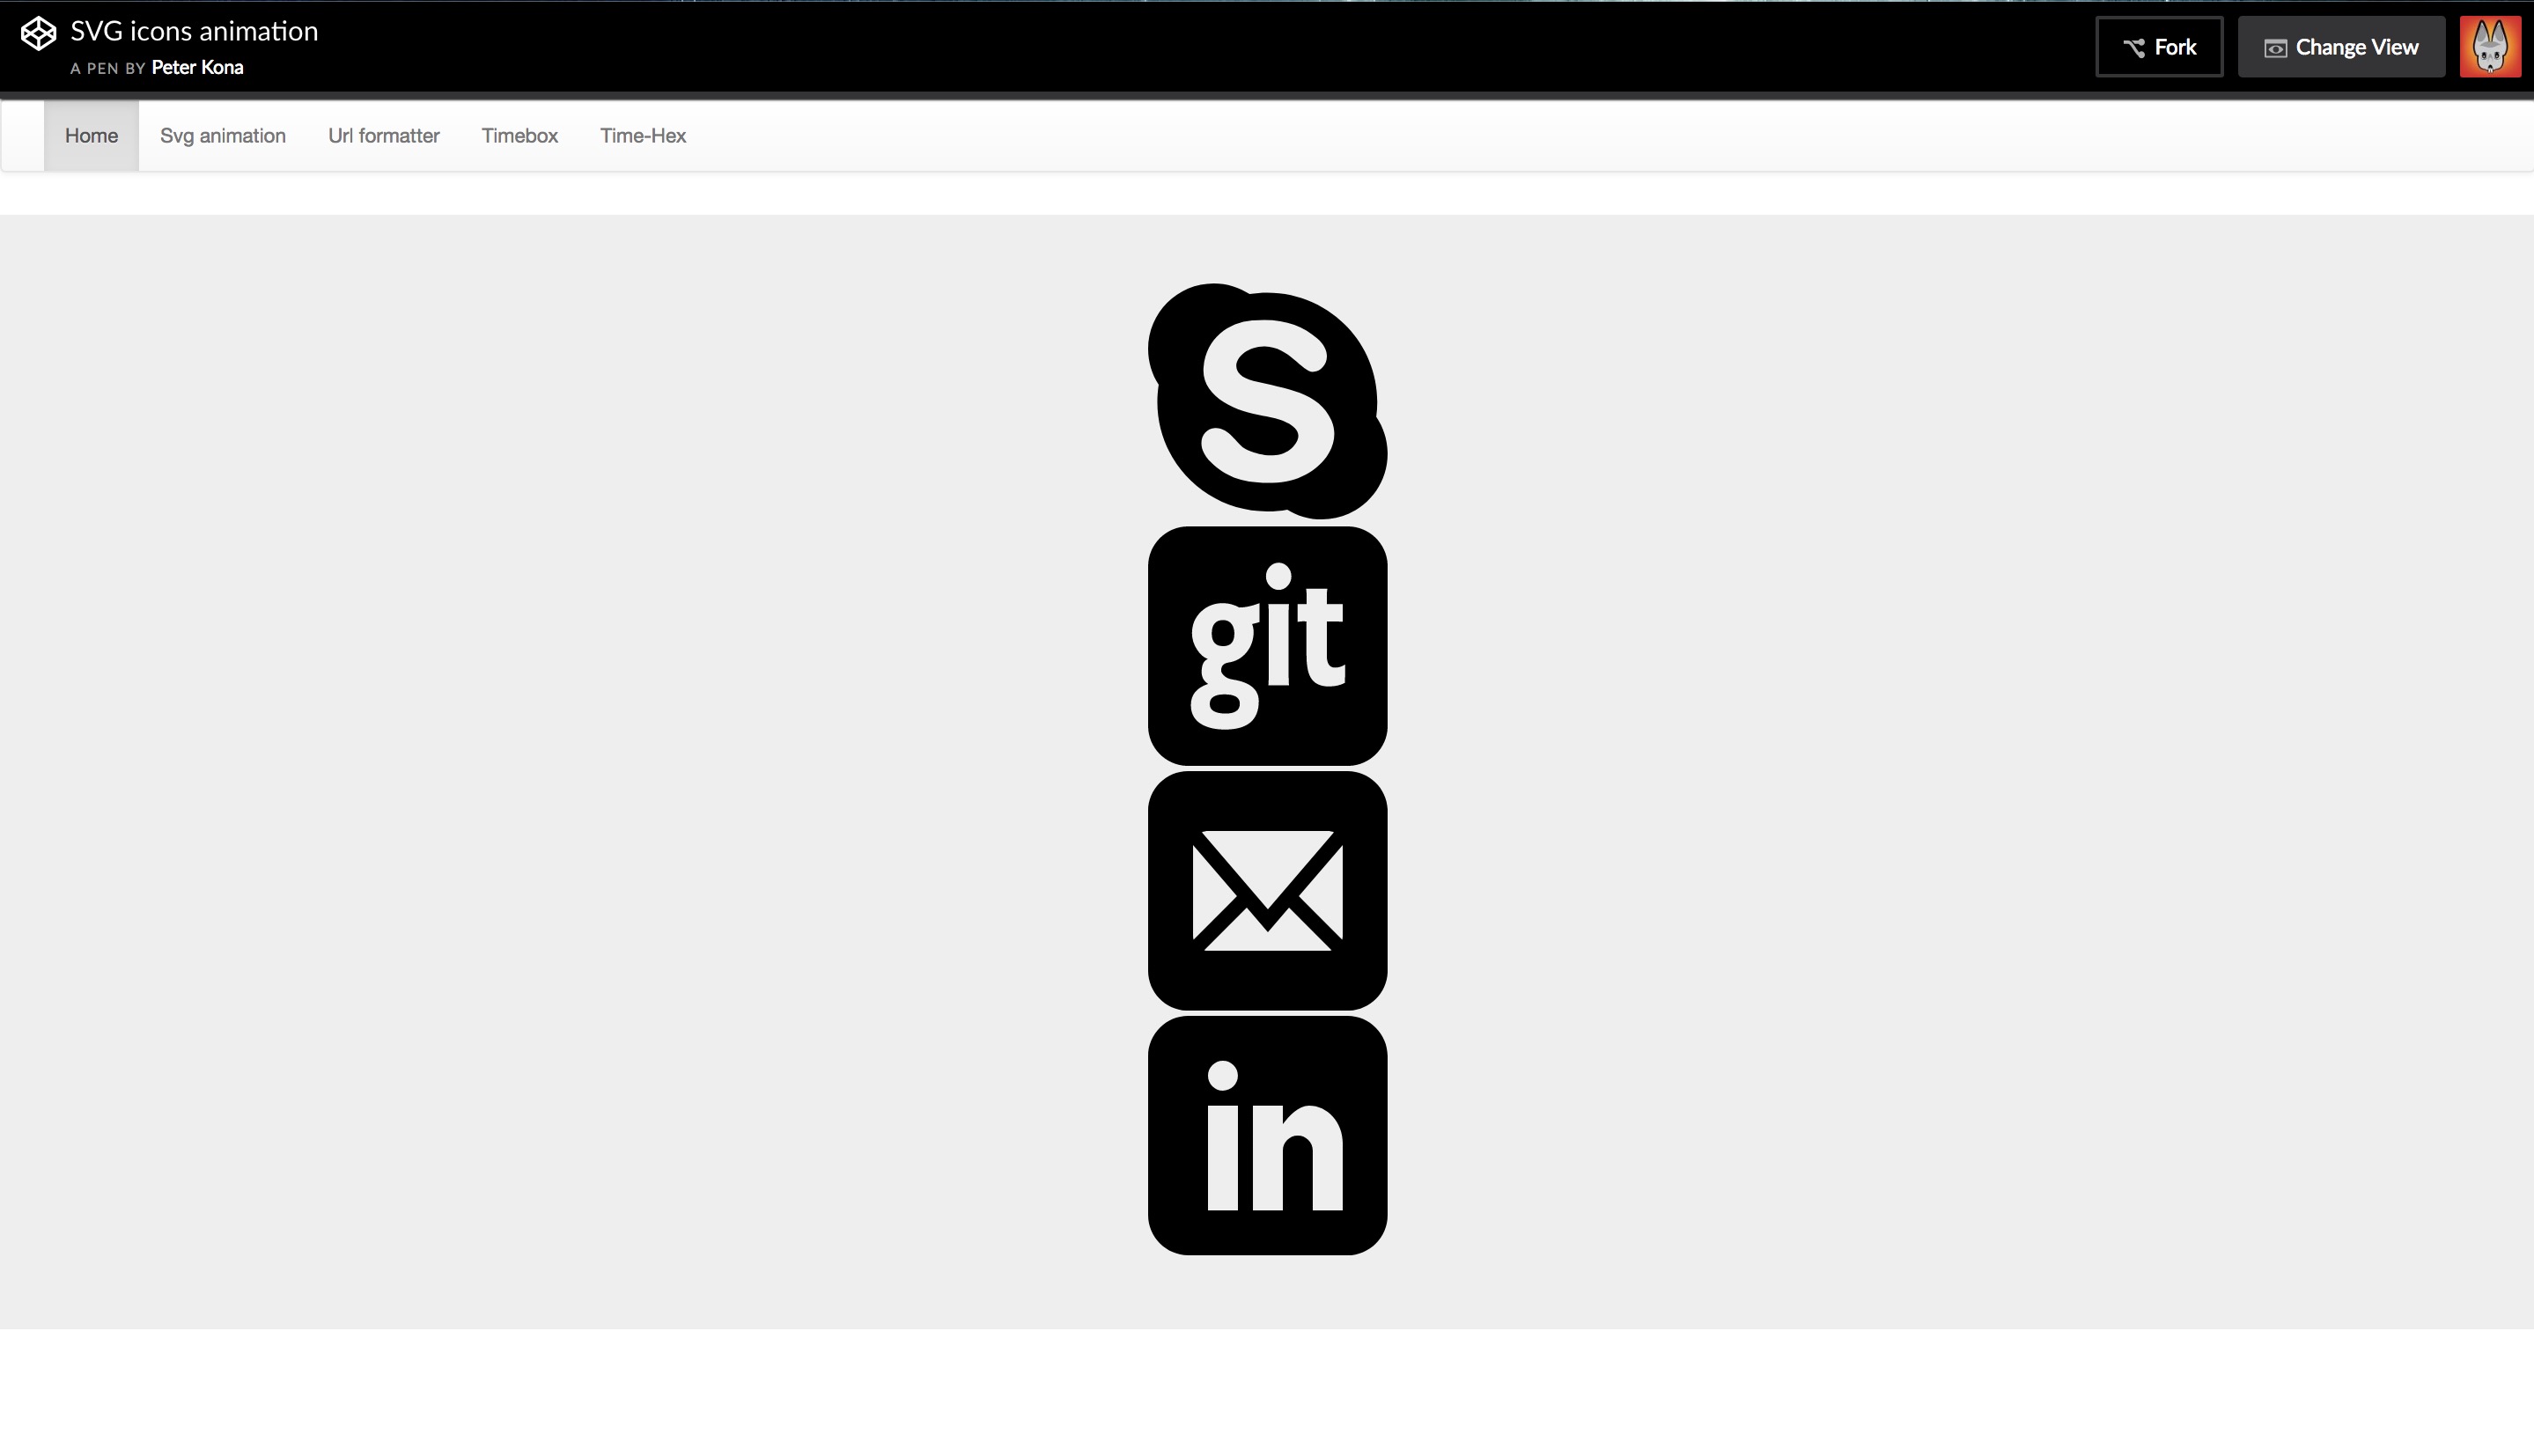 SVG icons animation
A PEN BY Peter Kona
Fork
Change View
Home
Svg animation
Url formatter
Timebox
Time-Hex
S
git
in